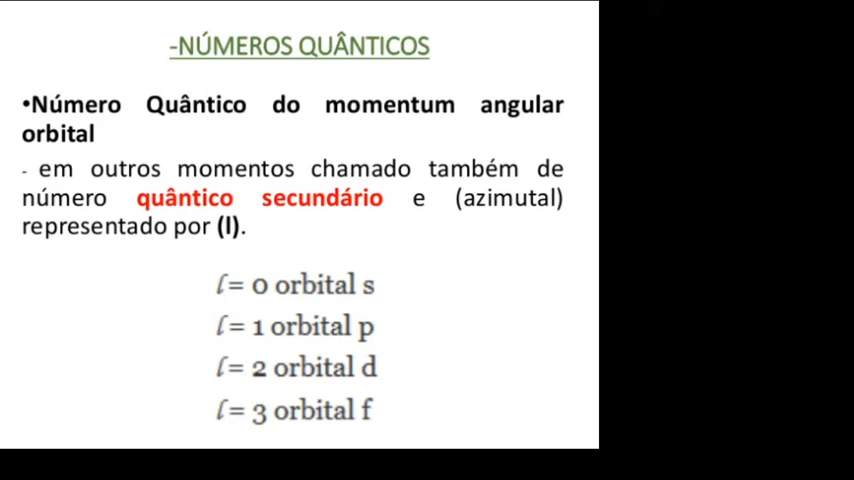 -NÚMEROS QUÂNTICOS
•Número Quântico do momentum angular
orbital
- em outros momentos chamado também de
número quântico secundário e (azimutal)
representado por (l).
l= 0 orbital s
l= 1 orbital p
l= 2 orbital d
l= 3 orbital f